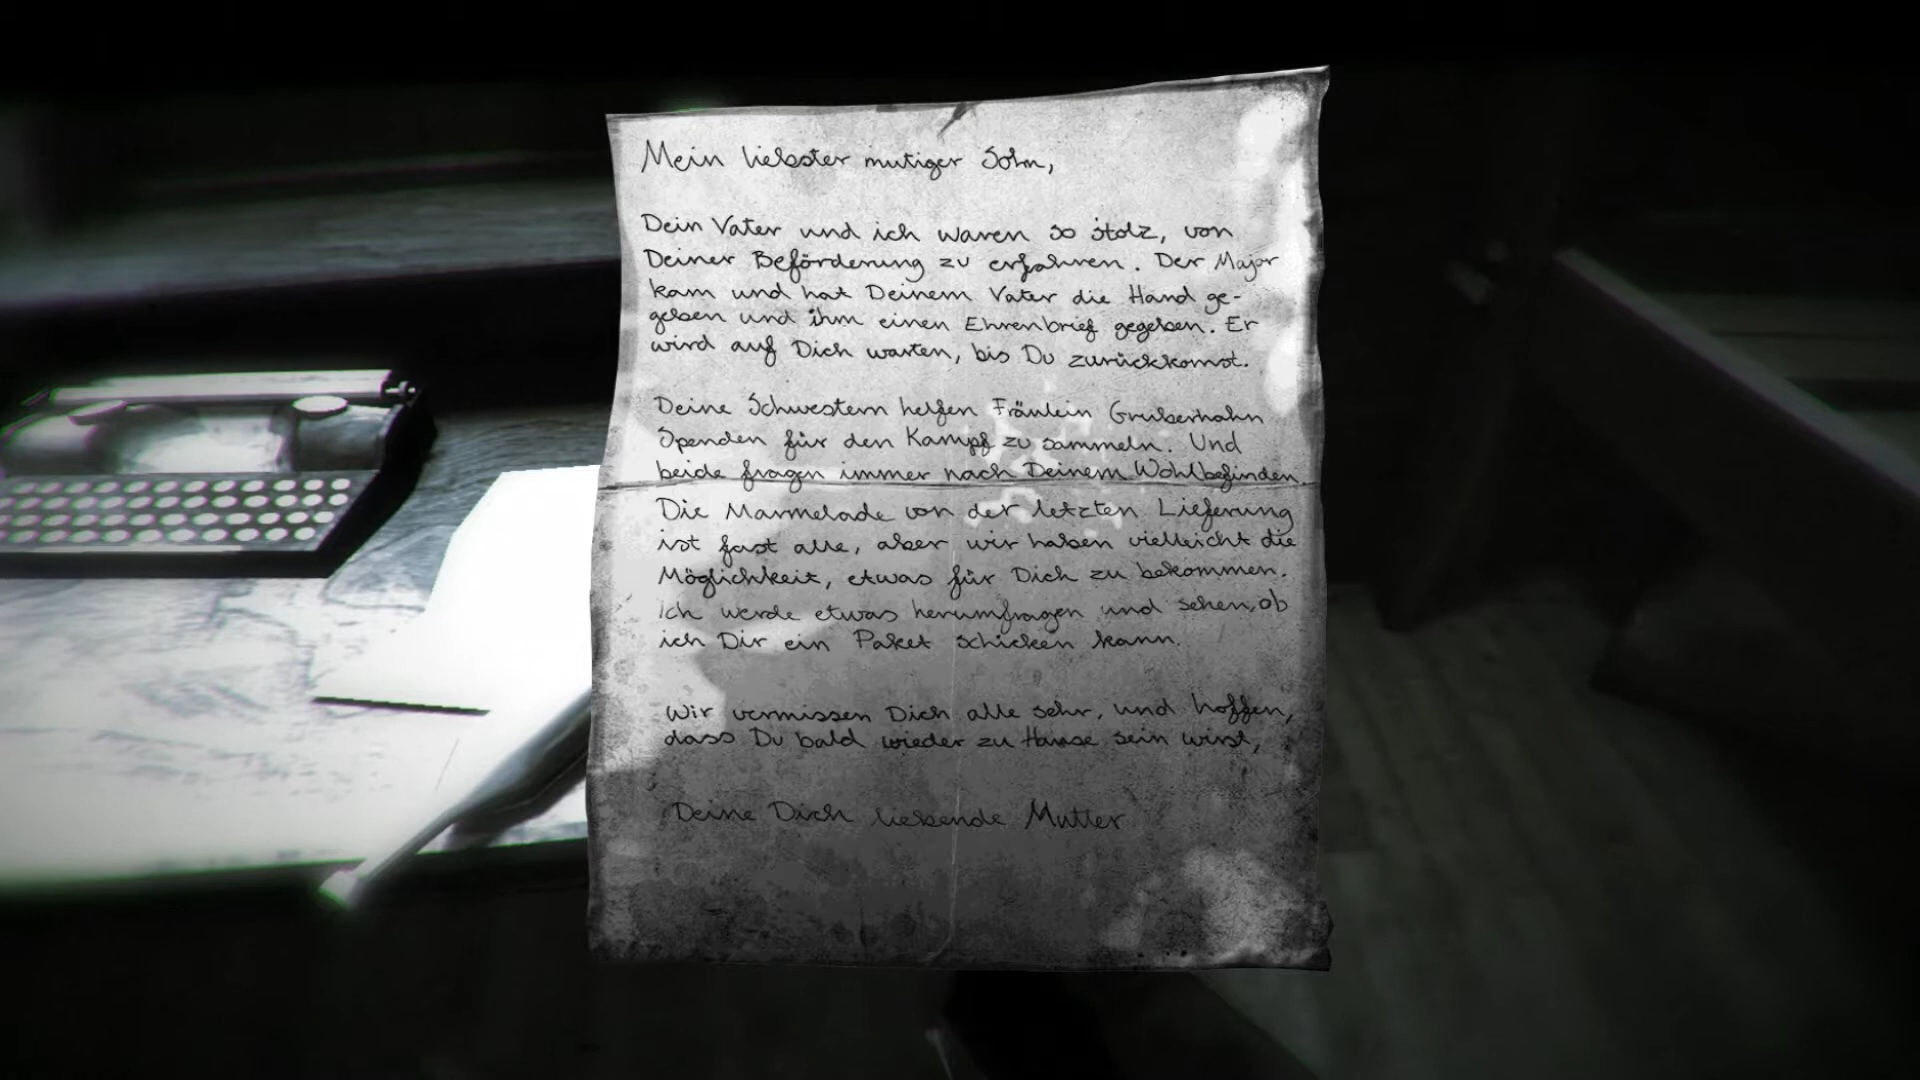 Mein liebster mutiger Sohn,
Dein Vater und ich waren so stolz, von
Deiner Beförderung zu erfahren. Der Major
kam und hat Deinem Vater die Hand ge-
geben und ihm einen Ehrenbrief gegeben. Er
wird auf Dich warten, bis Du zurückkomst.
Deine Schwestern helfen Fräulein Gruberhahn
Spenden für den Kampf zu sammeln. Und
beide fragen immer nach Deinem Wohlbefinden.
Die Marmelade von der letzten Lieferung
ist fast alle, aber wir haben vielleicht die
Möglichkeit, etwas für Dich zu bekommen.
Ich werde etwas herumfragen und sehen, ob
ich Dir ein Paket schicken kann.
Wir vermissen Dich alle sehr, und hoffen,
dass Du bald wieder zu Hause sein wirst,
Deine Dich liebende Mutter